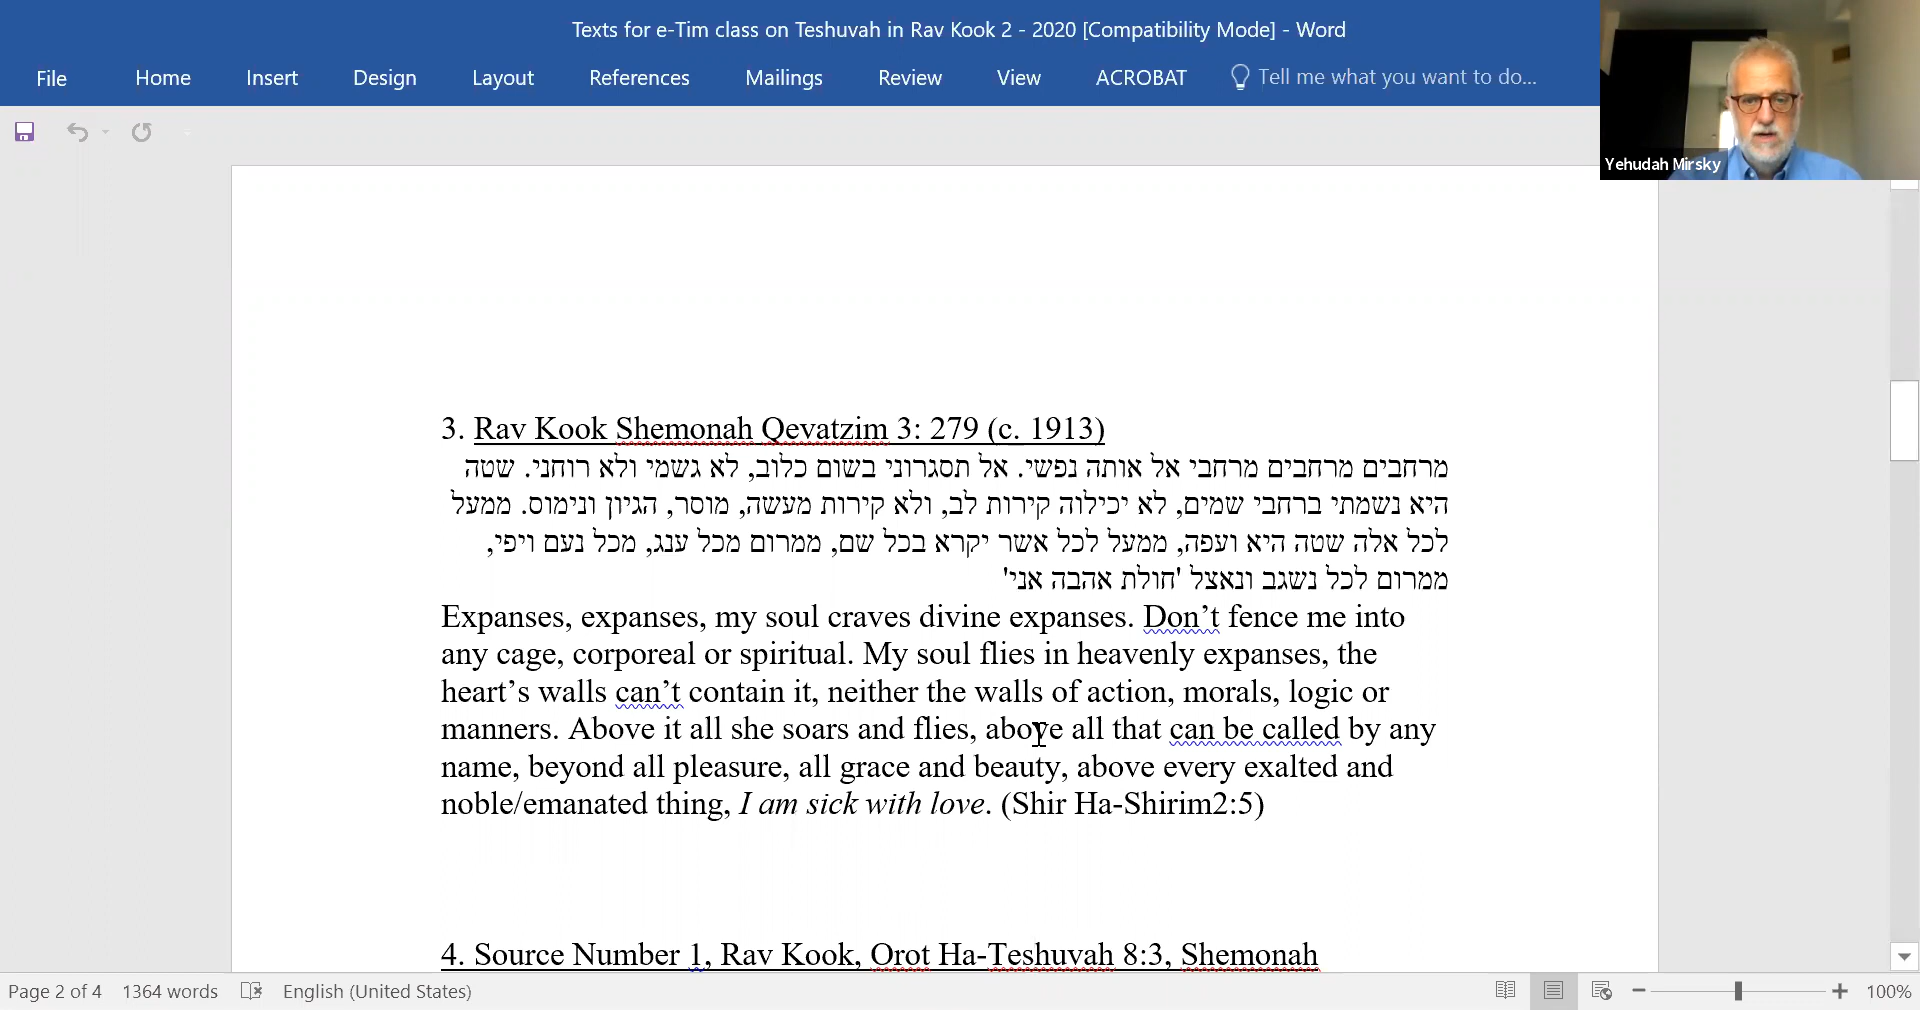 Texts for e-Tim class on Teshuvah in Rav Kook 2 - 2020 [Compatibility Mode] - Word
File Home Insert Design Layout References Mailings Review View ACROBAT Tell me what you want to do...
Yehudah Mirsky
3. Rav Kook Shemonah Qevatzim 3: 279 (c. 1913)
מרחבים מרחבים מרחבי אל אותה נפשי. אל תסגרוני בשום כלוב, לא גשמי ולא רוחני. שטה
היא נשמתי ברחבי שמים, לא יכילוה קירות לב, ולא קירות מעשה, מוסר, הגיון ונימוס. ממעל
לכל אלה שטה היא ועפה, ממעל לכל אשר יקרא בכל שם, ממרום מכל ענג, מכל נעם ויפי,
ממרום לכל נשגב ונאצל 'חולת אהבה אני'
Expanses, expanses, my soul craves divine expanses. Don’t fence me into
any cage, corporeal or spiritual. My soul flies in heavenly expanses, the
heart’s walls can’t contain it, neither the walls of action, morals, logic or
manners. Above it all she soars and flies, above all that can be called by any
name, beyond all pleasure, all grace and beauty, above every exalted and
noble/emanated thing, I am sick with love. (Shir Ha-Shirim2:5)
4. Source Number 1, Rav Kook, Orot Ha-Teshuvah 8:3, Shemonah
Page 2 of 4 1364 words English (United States) 100%